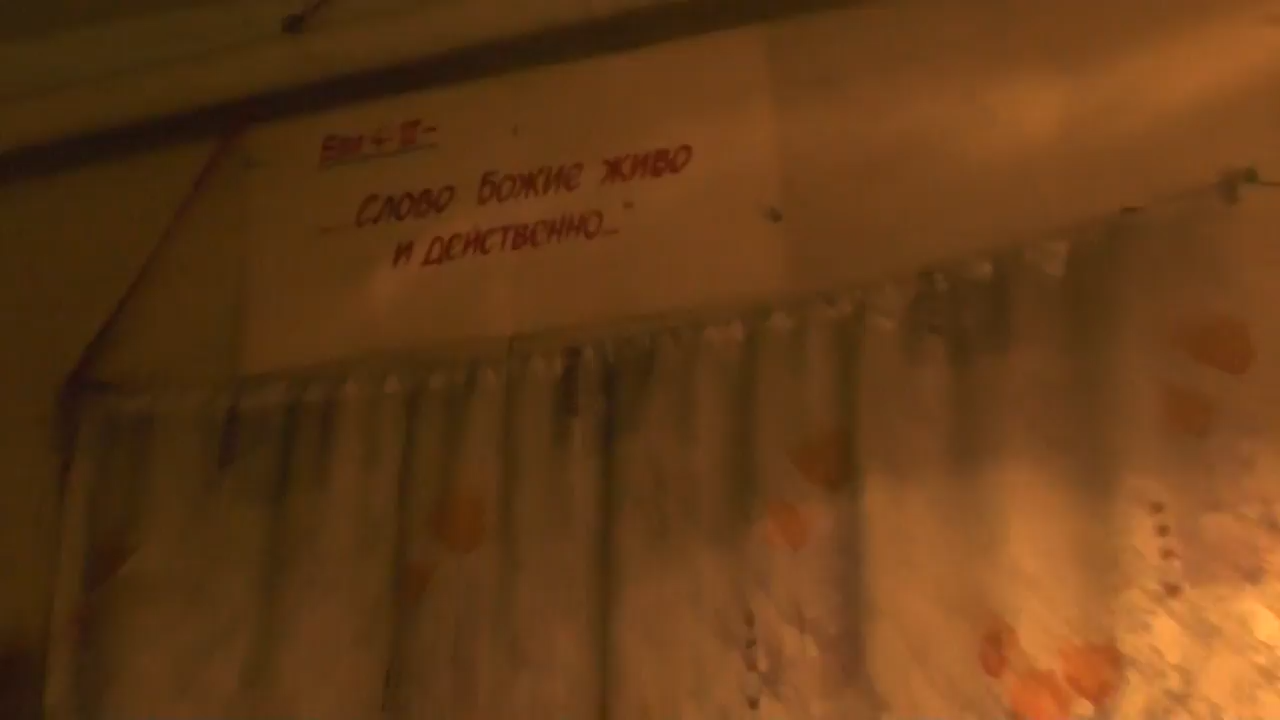 „Слово Божие живо
и действенно..."